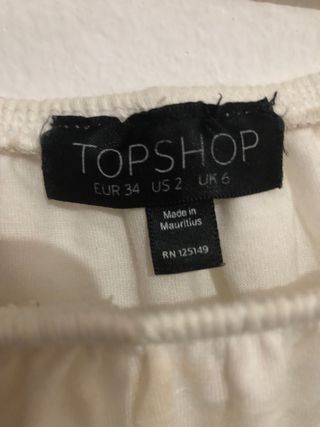 TOPSHOP
EUR 34 US 2 UK 6
Made in
Mauritius
RN 125149